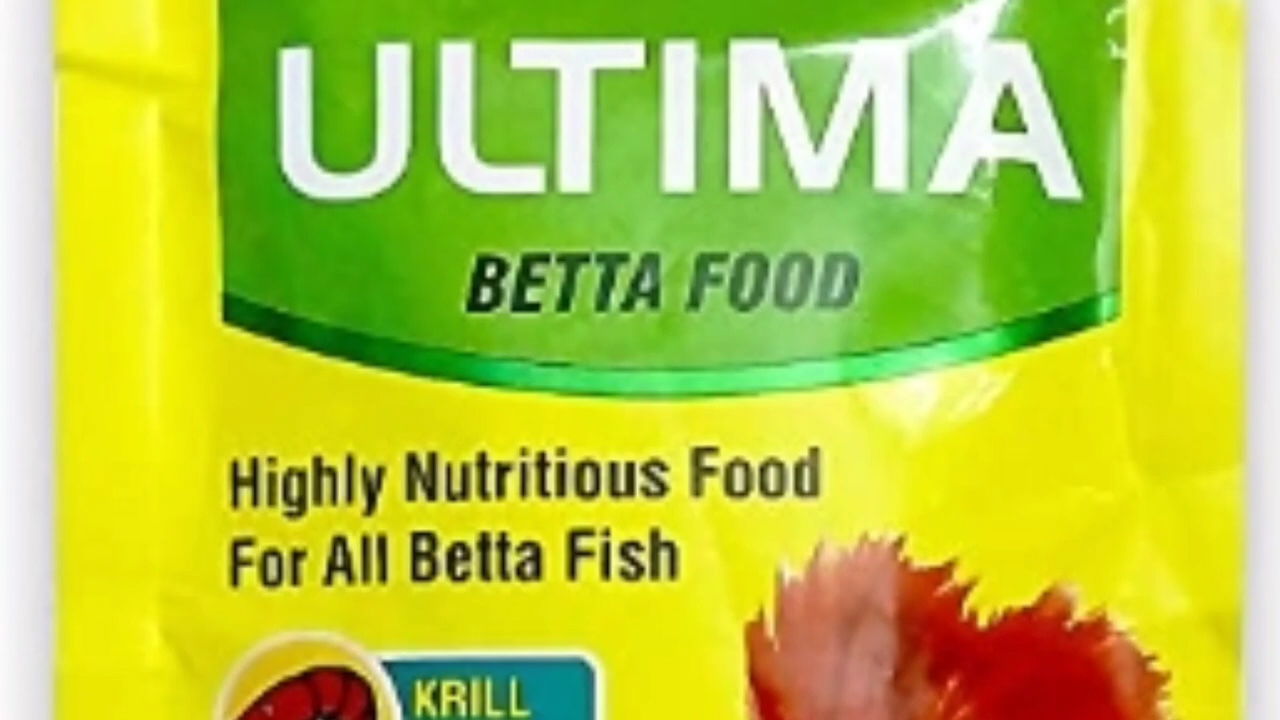 ULTIMA
BETTA FOOD
Highly Nutritious Food
For All Betta Fish
KRILL